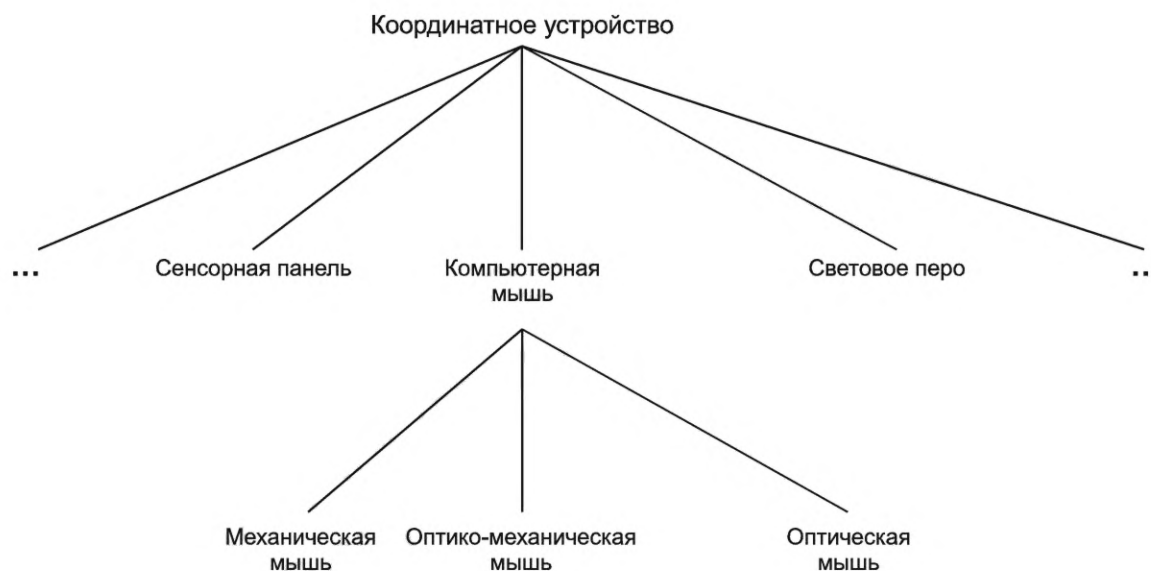 Координатное устройство
... Сенсорная панель Компьютерная Световое перо ..
мышь
Механическая Оптико-механическая Оптическая
мышь мышь мышь